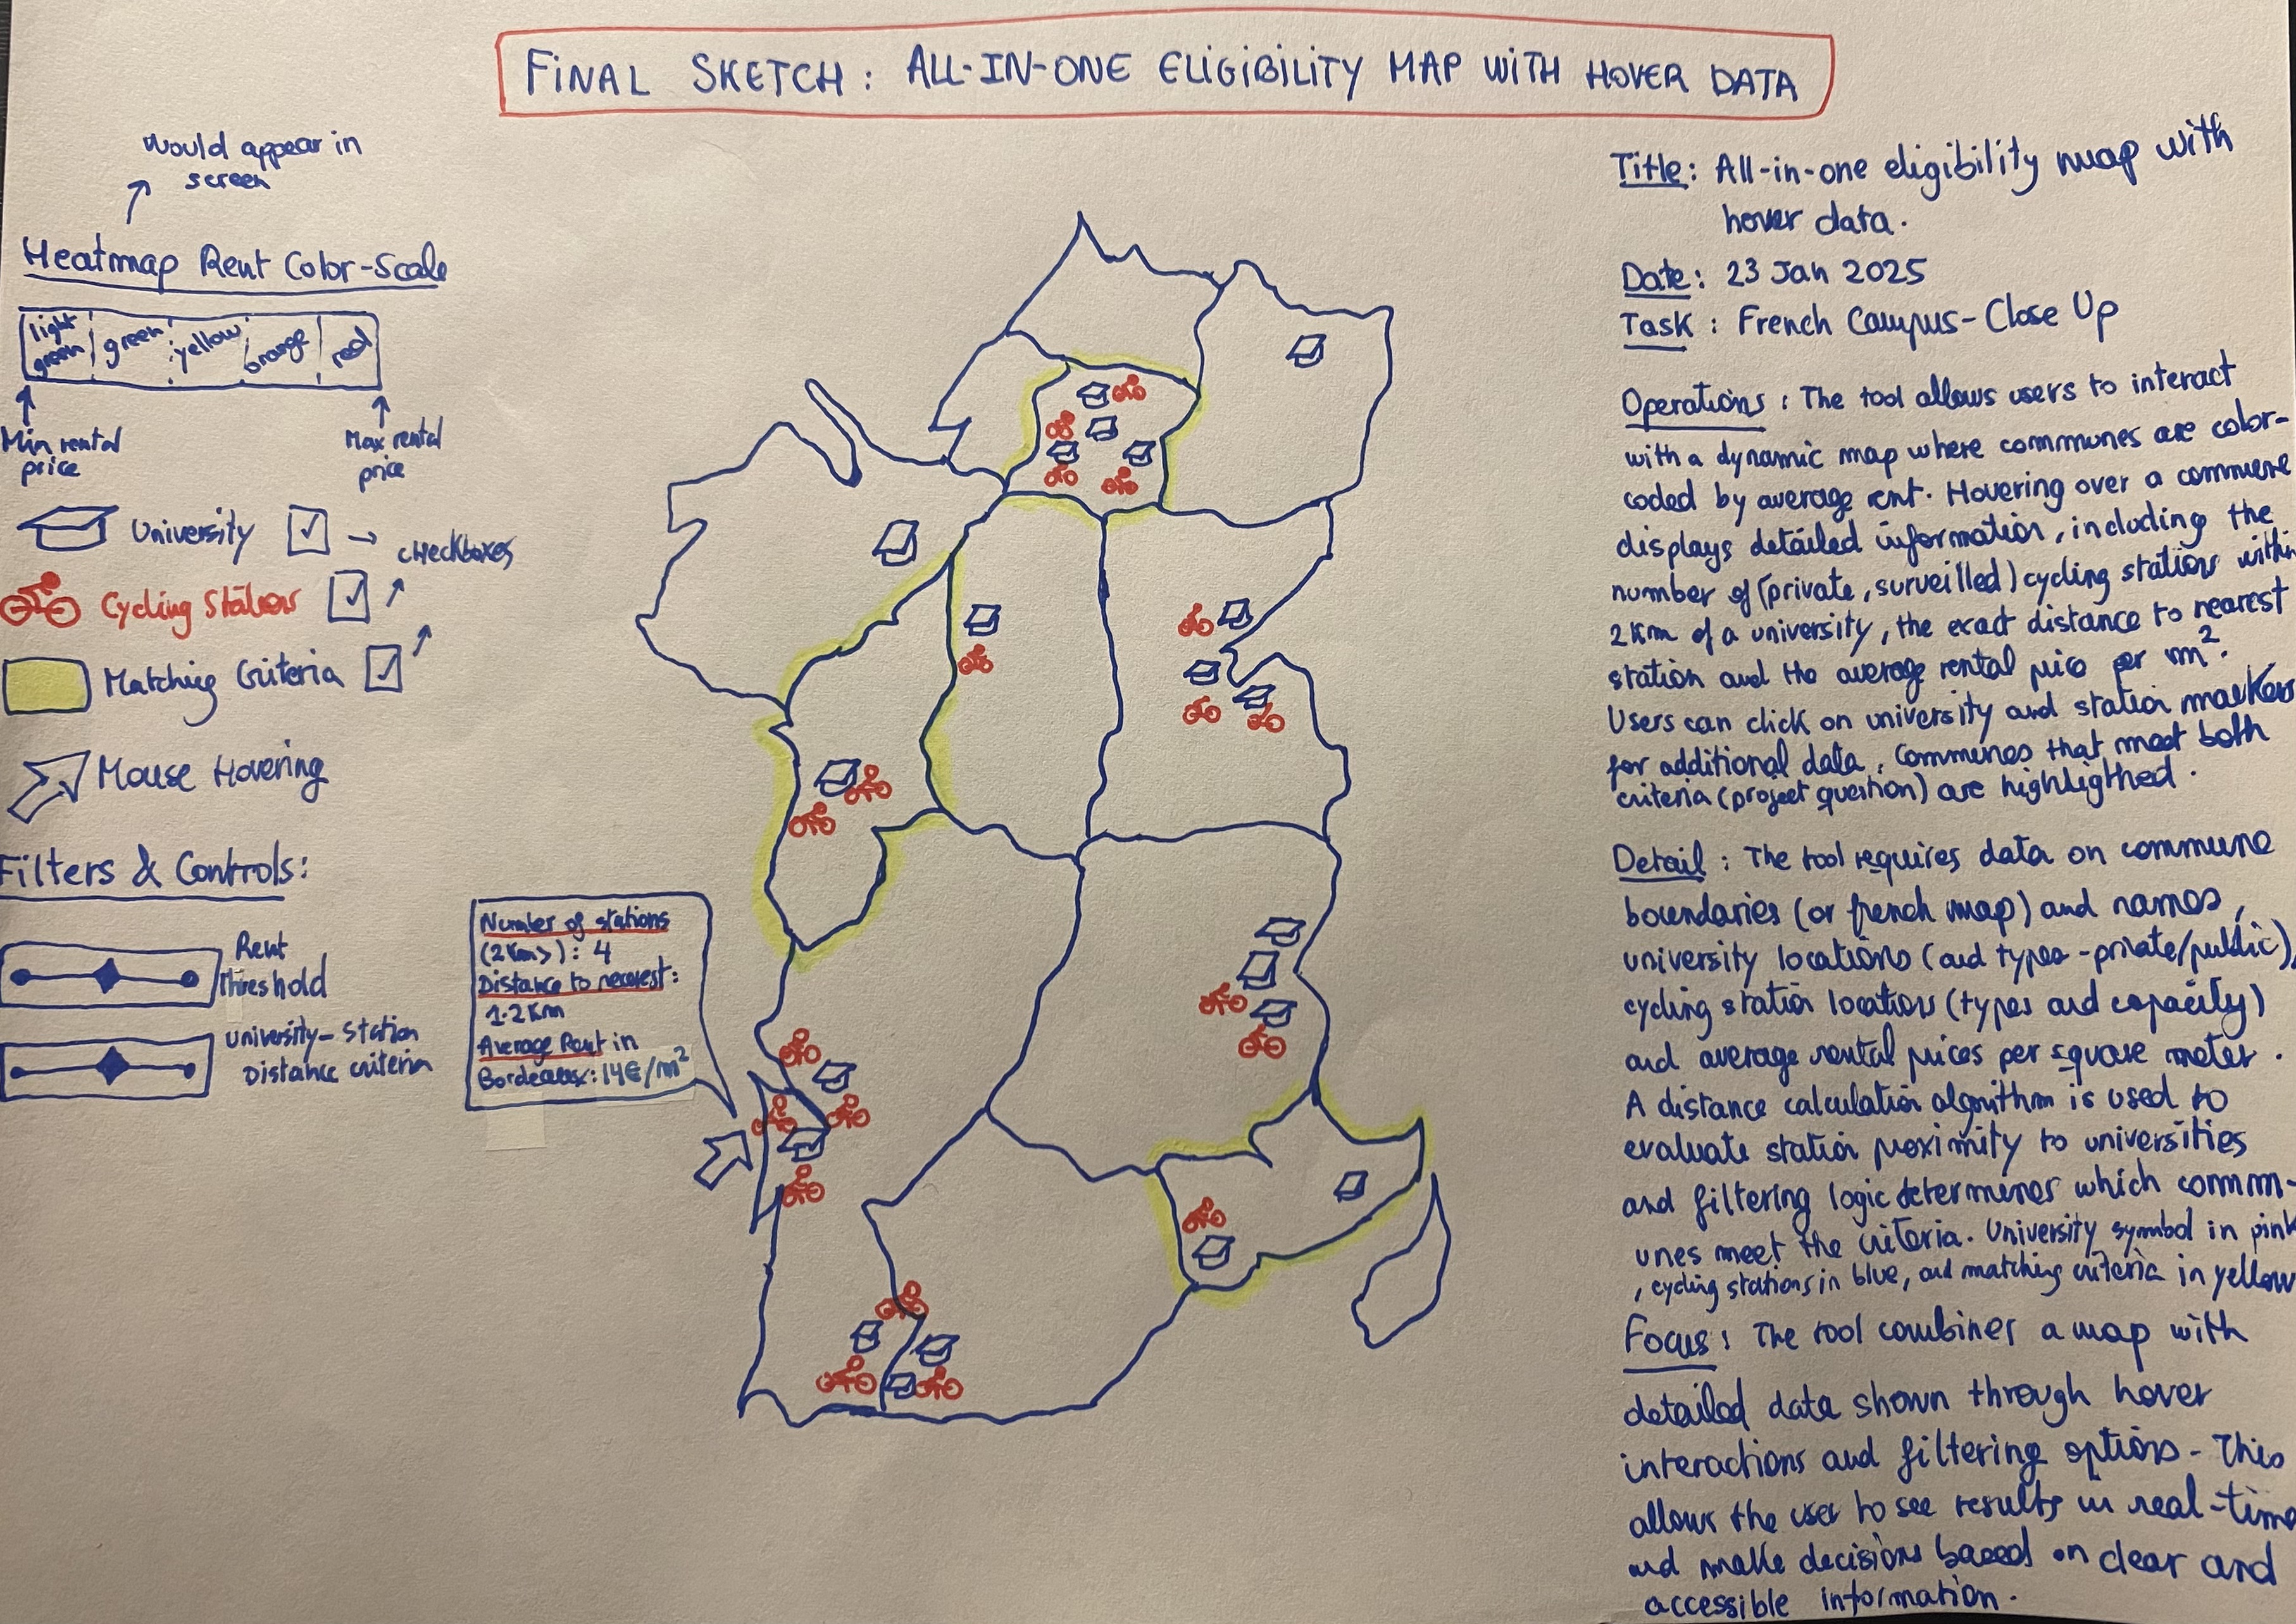 FINAL SKETCH: ALL-IN-ONE ELIGIBILITY MAP WITH HOVER DATA
Would appear in
screen
Heatmap Rent Color-Scale
light green
green
yellow
orange
red
Min rental
price
Max rental
price
University
checkboxes
Cycling Station
Matching Criteria
Mouse Hovering
Filters & Controls:
Rent
Threshold
University-Station
Distance criteria
Number of stations
(2Km>): 4
Distance to nearest:
1.2Km
Average Rent in
Bordeaux: 14€/m²
Title: All-in-one eligibility map with
hover data.
Date: 23 Jan 2025
Task: French Campus-Close Up
Operations: The tool allows users to interact
with a dynamic map where communes are color-
coded by average rent. Hovering over a commune
displays detailed information, including the
number of (private, surveilled) cycling station within
2Km of a university, the exact distance to nearest
station and the average rental price per m².
Users can click on university and station markers
for additional data. Communes that meet both
criteria (project question) are highligthed.
Detail: The tool requires data on commune
boundaries (or french map) and names,
university locations (and types-private/public),
cycling station location (types and capacity)
and average rental prices per square meter.
A distance calculation algorithm is used to
evaluate station proximity to universities
and filtering logic determines which comm-
unes meet the criteria. University symbol in pink
, cycling stations in blue, and matching criteria in yellow
Focus: The tool combines a map with
detailed data shown through hover
interactions and filtering options - This
allows the user to see results in real-time
and make decisions based on clear and
accessible information.